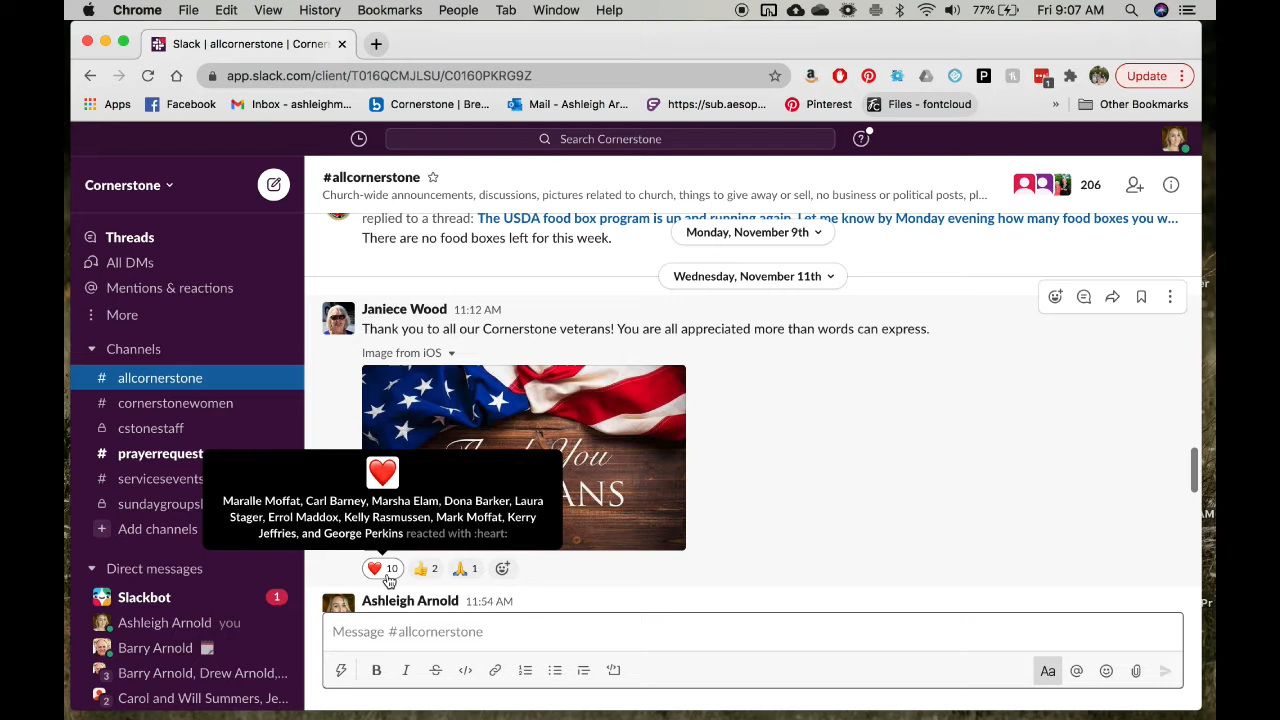 Chrome File Edit View History Bookmarks People Tab Window Help 77% Fri 9:07 AM
Slack | allcornerstone | Corner
app.slack.com/client/T016QCMJLSU/C0160PKRG9Z Update
Apps Facebook Inbox - ashleighm... Cornerstone | Bre... Mail - Ashleigh Ar... https://sub.aesop... Pinterest Files - fontcloud » Other Bookmarks
Search Cornerstone
Cornerstone
#allcornerstone
206
Church-wide announcements, discussions, pictures related to church, things to give away or sell, no business or political posts, pl...
replied to a thread: The USDA food box program is up and running again. Let me know by Monday evening how many food boxes you w...
Monday, November 9th
There are no food boxes left for this week.
Wednesday, November 11th
Threads
All DMs
Mentions & reactions
More
Channels
# allcornerstone
# cornerstonewomen
cstonestaff
# prayerrequest
# servicesevents
sundaygroups
+ Add channels
Direct messages
Slackbot 1
Ashleigh Arnold you
Barry Arnold
3 Barry Arnold, Drew Arnold,...
2 Carol and Will Summers, Je...
Janiece Wood 11:12 AM
Thank you to all our Cornerstone veterans! You are all appreciated more than words can express.
Image from iOS
Maralle Moffat, Carl Barney, Marsha Elam, Dona Barker, Laura
Stager, Errol Maddox, Kelly Rasmussen, Mark Moffat, Kerry
Jeffries, and George Perkins reacted with :heart:
10 2 1
Ashleigh Arnold 11:54 AM
Message #allcornerstone
B I S Aa @